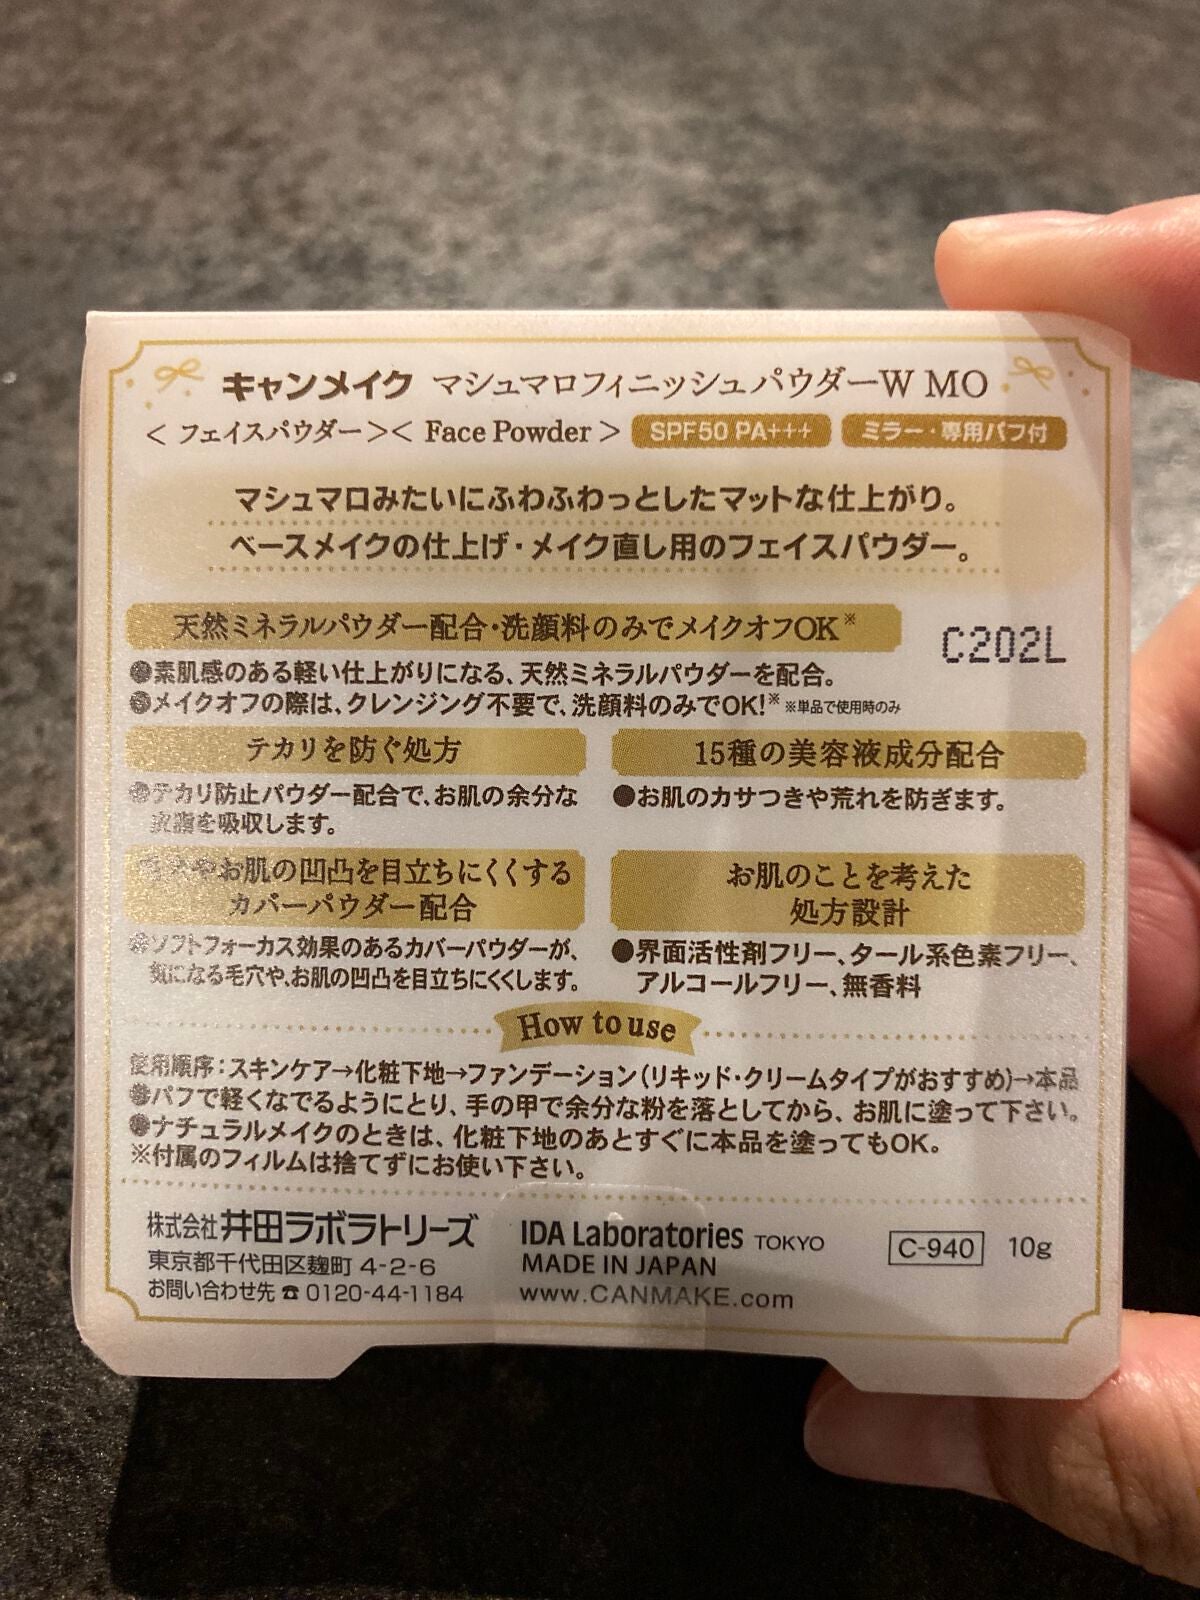 キャンメイク マシュマロフィニッシュパウダーW MO
＜フェイスパウダー＞＜Face Powder＞ SPF50 PA+++ ミラー・専用パフ付
マシュマロみたいにふわふわっとしたマットな仕上がり。
ベースメイクの仕上げ・メイク直し用のフェイスパウダー。
天然ミネラルパウダー配合・洗顔料のみでメイクオフOK※
C202L
●素肌感のある軽い仕上がりになる、天然ミネラルパウダーを配合。
●メイクオフの際は、クレンジング不要で、洗顔料のみでOK!※ ※単品で使用時のみ
テカリを防ぐ処方
●テカリ防止パウダー配合で、お肌の余分な
皮脂を吸収します。
15種の美容液成分配合
●お肌のカサつきや荒れを防ぎます。
毛穴やお肌の凹凸を目立ちにくくする
カバーパウダー配合
●ソフトフォーカス効果のあるカバーパウダーが、
気になる毛穴や、お肌の凹凸を目立ちにくくします。
お肌のことを考えた
処方設計
●界面活性剤フリー、タール系色素フリー、
アルコールフリー、無香料
How to use
使用順序：スキンケア→化粧下地→ファンデーション（リキッド・クリームタイプがおすすめ）→本品
●パフで軽くなでるようにとり、手の甲で余分な粉を落としてから、お肌に塗って下さい。
●ナチュラルメイクのときは、化粧下地のあとすぐに本品を塗ってもOK。
※付属のフィルムは捨てずにお使い下さい。
株式会社 井田ラボラトリーズ
東京都千代田区麹町 4-2-6
お問い合わせ先 ☎ 0120-44-1184
IDA Laboratories TOKYO
MADE IN JAPAN
www.CANMAKE.com
C-940 10g